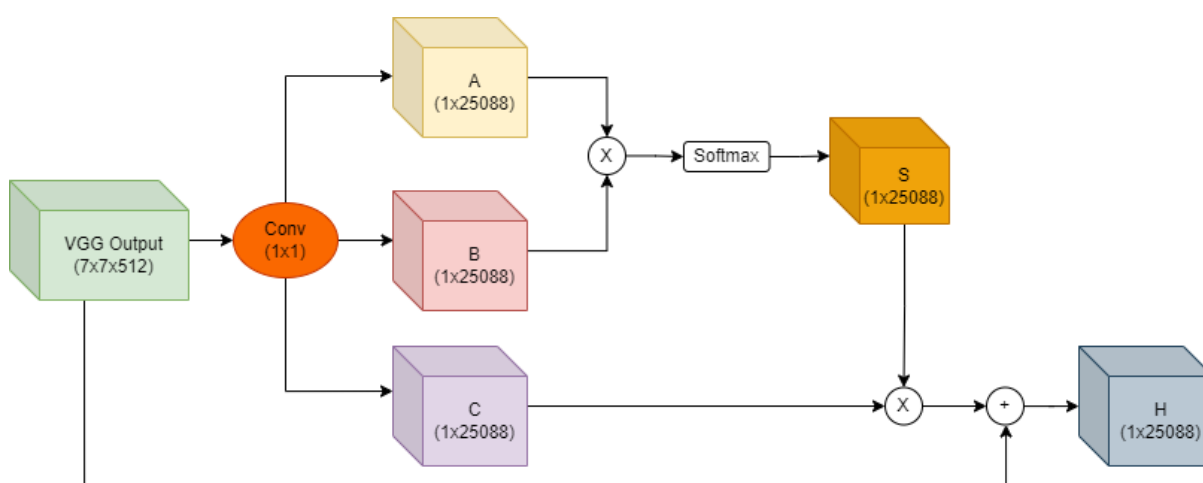 A
(1x25088)
X
Softmax
S
(1x25088)
VGG Output
(7x7x512)
Conv
(1x1)
B
(1x25088)
C
(1x25088)
X
+
H
(1x25088)